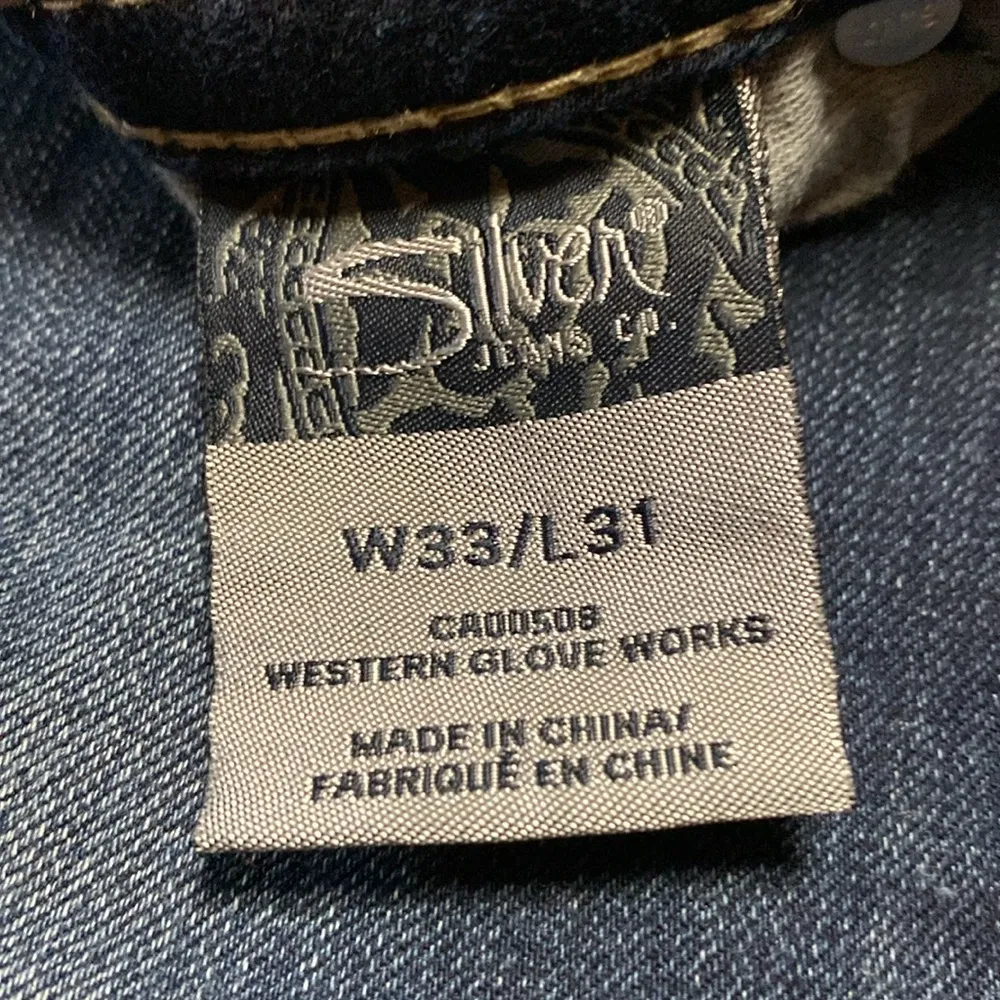 Silver
JEANS CO.
W33/L31
CA00508
WESTERN GLOVE WORKS
MADE IN CHINA/
FABRIQUÉ EN CHINE